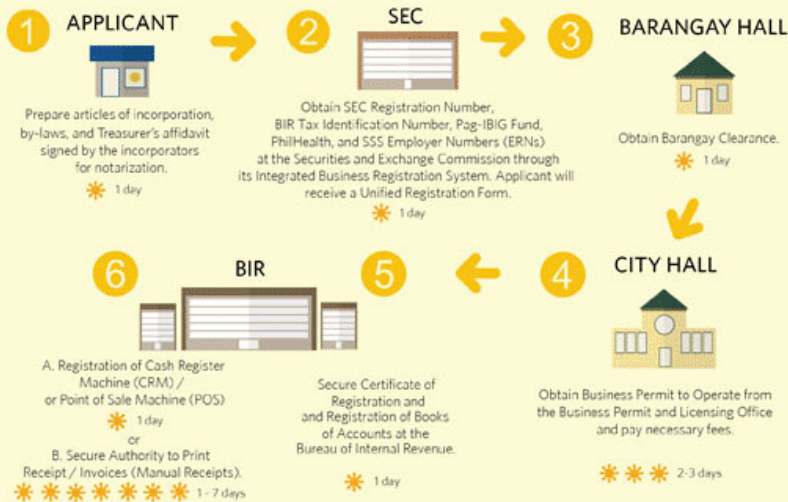 1
APPLICANT
Prepare articles of incorporation,
by-laws, and Treasurer's affidavit
signed by the incorporators
for notarization.
1 day
2
SEC
Obtain SEC Registration Number,
BIR Tax Identification Number, Pag-IBIG Fund,
PhilHealth, and SSS Employer Numbers (ERNs)
at the Securities and Exchange Commission through
its Integrated Business Registration System. Applicant will
receive a Unified Registration Form.
1 day
3
BARANGAY HALL
Obtain Barangay Clearance.
1 day
4
CITY HALL
Obtain Business Permit to Operate from
the Business Permit and Licensing Office
and pay necessary fees.
2-3 days
5
Secure Certificate of
Registration and
and Registration of Books
of Accounts at the
Bureau of Internal Revenue.
1 day
6
BIR
A. Registration of Cash Register
Machine (CRM) /
or Point of Sale Machine (POS)
1 day
or
B. Secure Authority to Print
Receipt / Invoices (Manual Receipts).
1 - 7 days